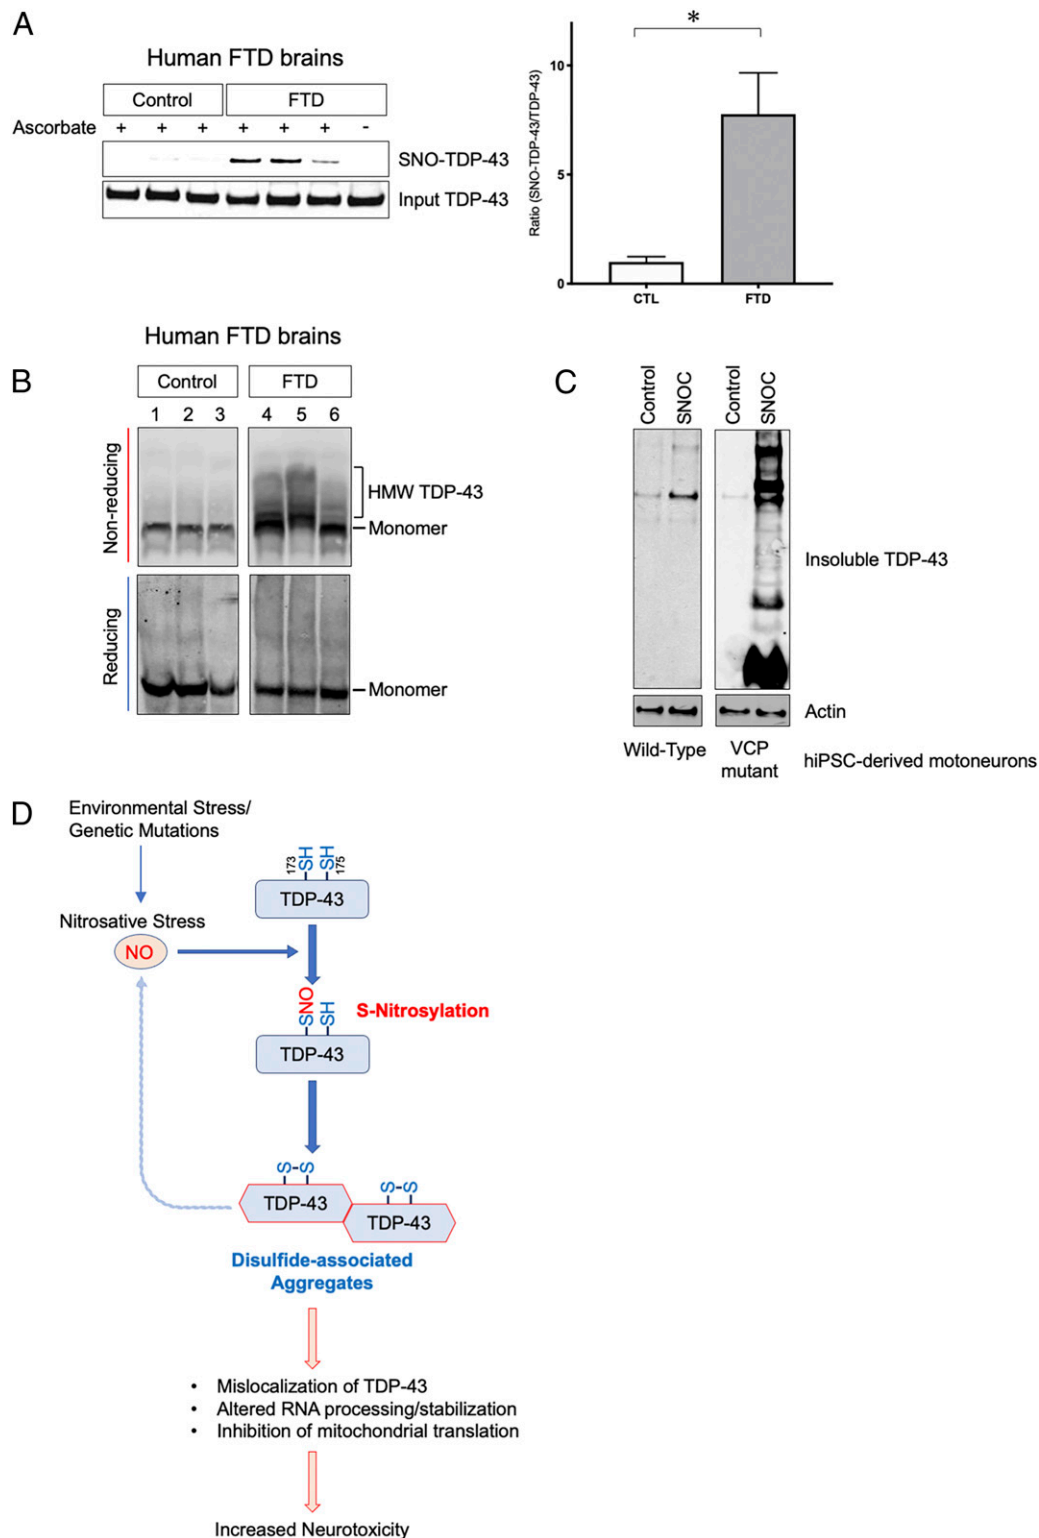 A
Human FTD brains
Control FTD
Ascorbate + + + + + + -
SNO-TDP-43
Input TDP-43
*
Ratio (SNO-TDP-43/TDP-43)
10
5
0
CTL FTD
Human FTD brains
B
Control FTD
1 2 3 4 5 6
Non-reducing
HMW TDP-43
Monomer
Reducing
Monomer
C
Control SNOC Control SNOC
Insoluble TDP-43
Actin
Wild-Type
VCP
mutant
hiPSC-derived motoneurons
D
Environmental Stress/
Genetic Mutations
Nitrosative Stress
NO
173 SH SH 175
TDP-43
SNO SH
S-Nitrosylation
TDP-43
S-S
TDP-43
S-S
TDP-43
Disulfide-associated
Aggregates
• Mislocalization of TDP-43
• Altered RNA processing/stabilization
• Inhibition of mitochondrial translation
Increased Neurotoxicity